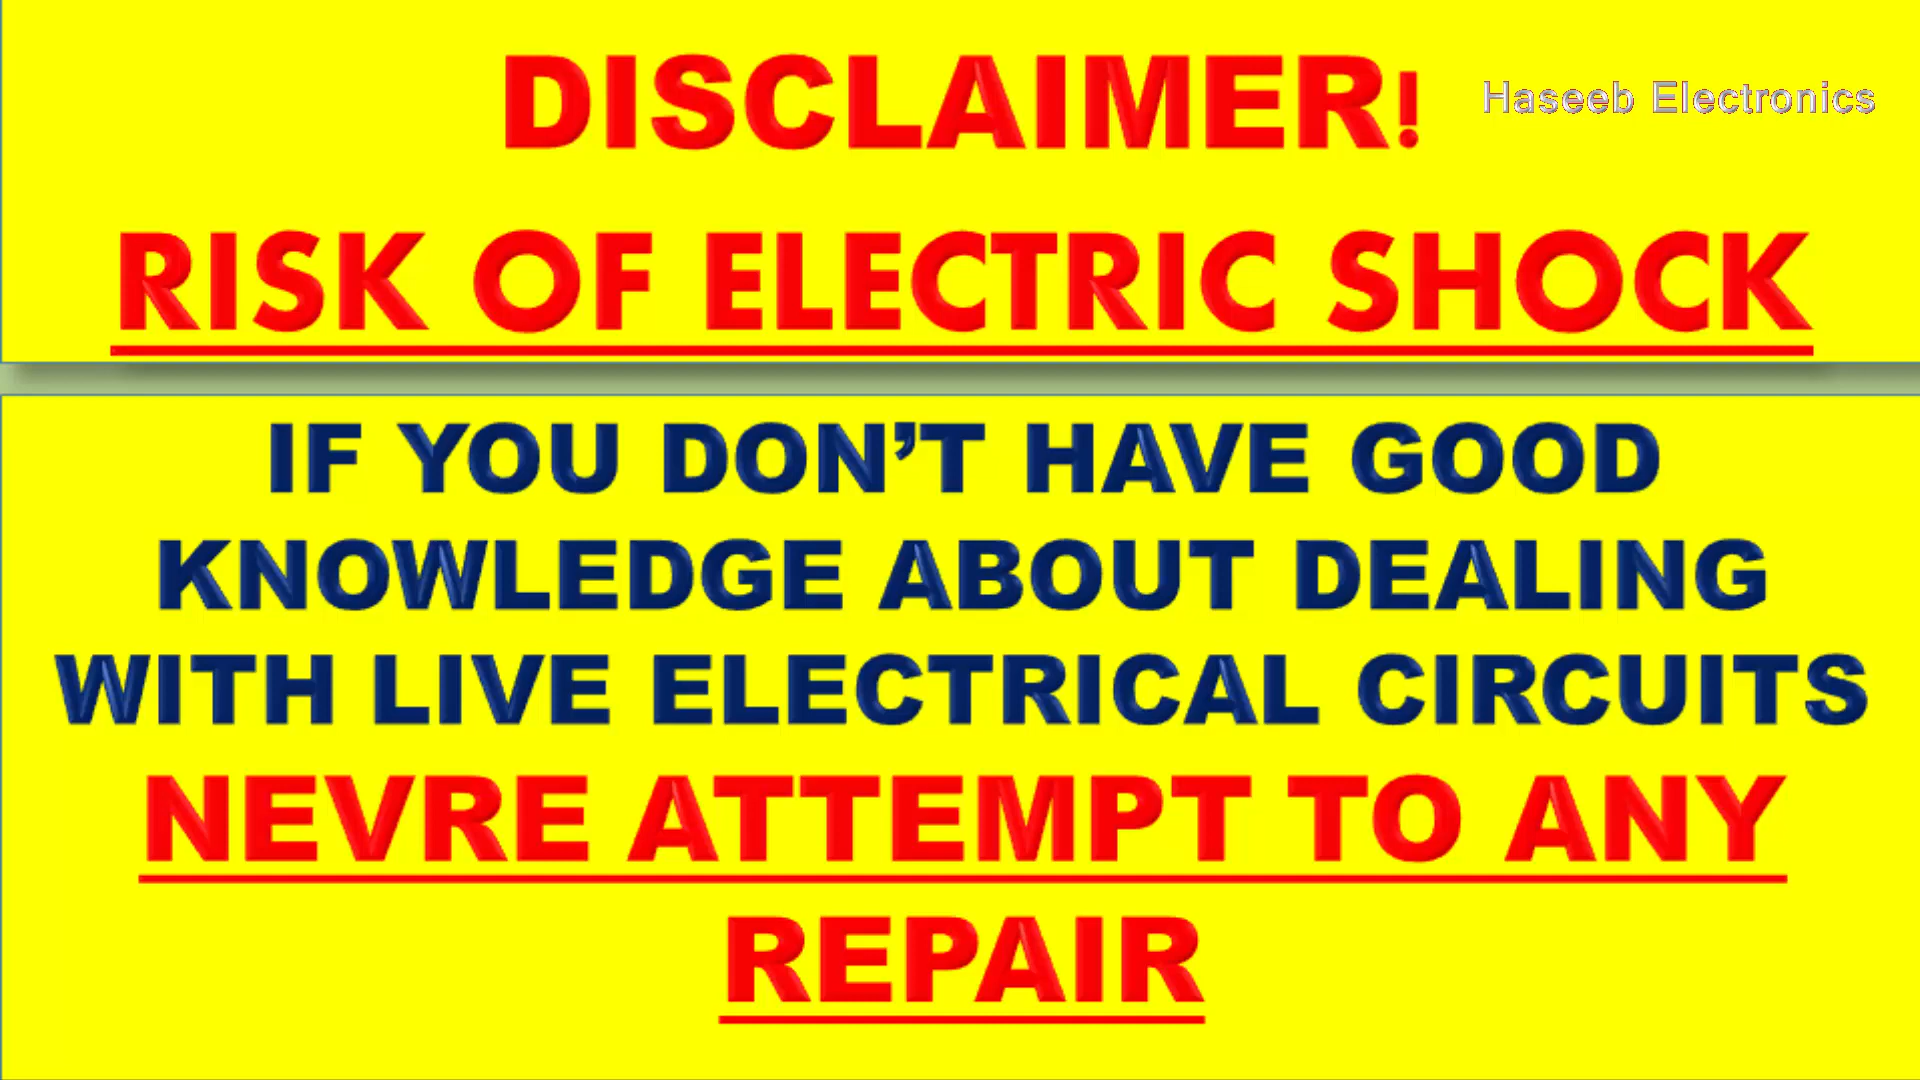 DISCLAIMER!
Haseeb Electronics
RISK OF ELECTRIC SHOCK
IF YOU DON’T HAVE GOOD
KNOWLEDGE ABOUT DEALING
WITH LIVE ELECTRICAL CIRCUITS
NEVRE ATTEMPT TO ANY
REPAIR